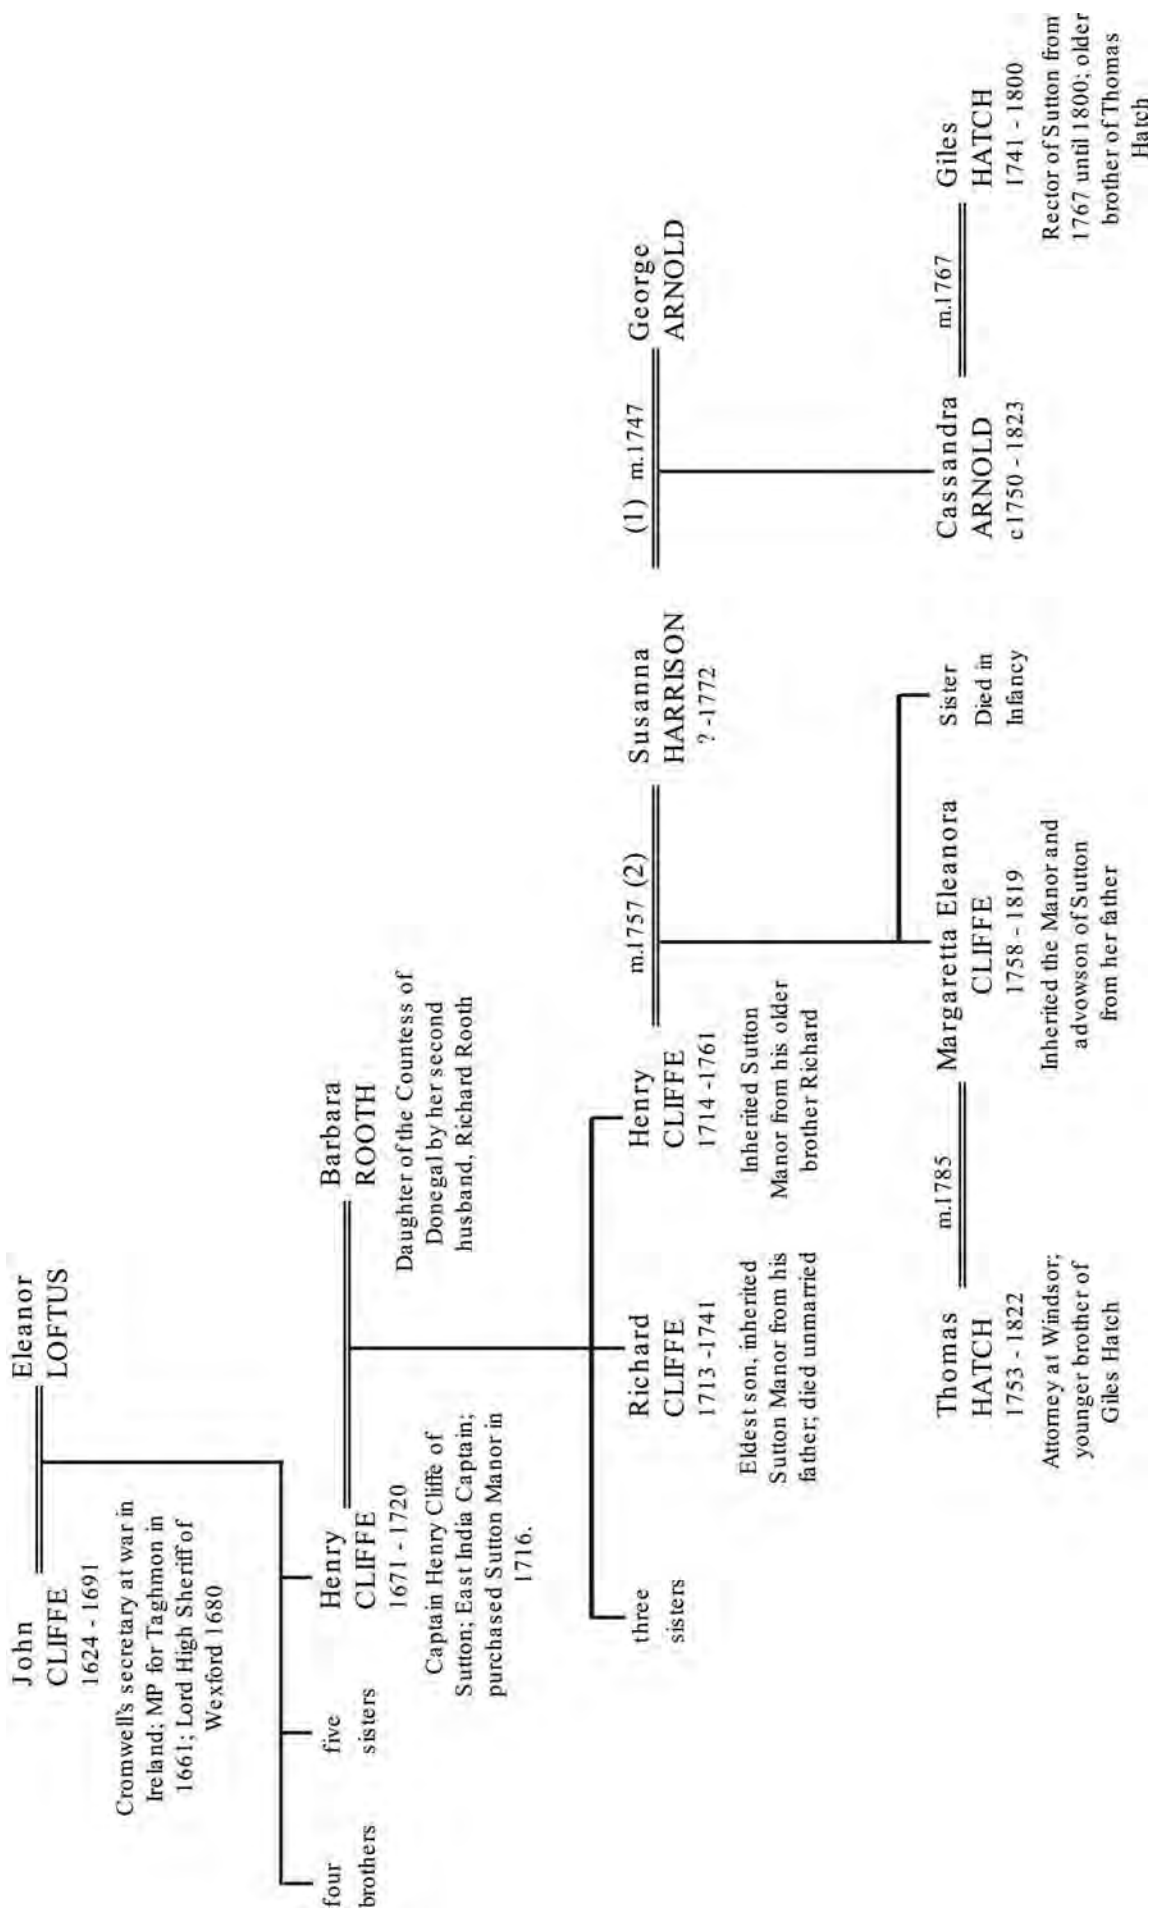 John
CLIFFE
1624 - 1691
Cromwell's secretary at war in
Ireland; MP for Taghmon in
1661; Lord High Sheriff of
Wexford 1680
Eleanor
LOFTUS
four
brothers
five
sisters
Henry
CLIFFE
1671 - 1720
Captain Henry Cliffe of
Sutton; East India Captain;
purchased Sutton Manor in
1716.
Barbara
ROOTH
Daughter of the Countess of
Donegal by her second
husband, Richard Rooth
three
sisters
Richard
CLIFFE
1713 -1741
Eldest son, inherited
Sutton Manor from his
father; died unmarried
Henry
CLIFFE
1714 -1761
Inherited Sutton
Manor from his older
brother Richard
m.1757 (2)
Susanna
HARRISON
? -1772
(1) m.1747
George
ARNOLD
Thomas
HATCH
1753 - 1822
Attorney at Windsor;
younger brother of
Giles Hatch
m.1785
Margaretta Eleanora
CLIFFE
1758 - 1819
Inherited the Manor and
advowson of Sutton
from her father
Sister
Died in
Infancy
Cassandra
ARNOLD
c1750 - 1823
m.1767
Giles
HATCH
1741 - 1800
Rector of Sutton from
1767 until 1800; older
brother of Thomas
Hatch